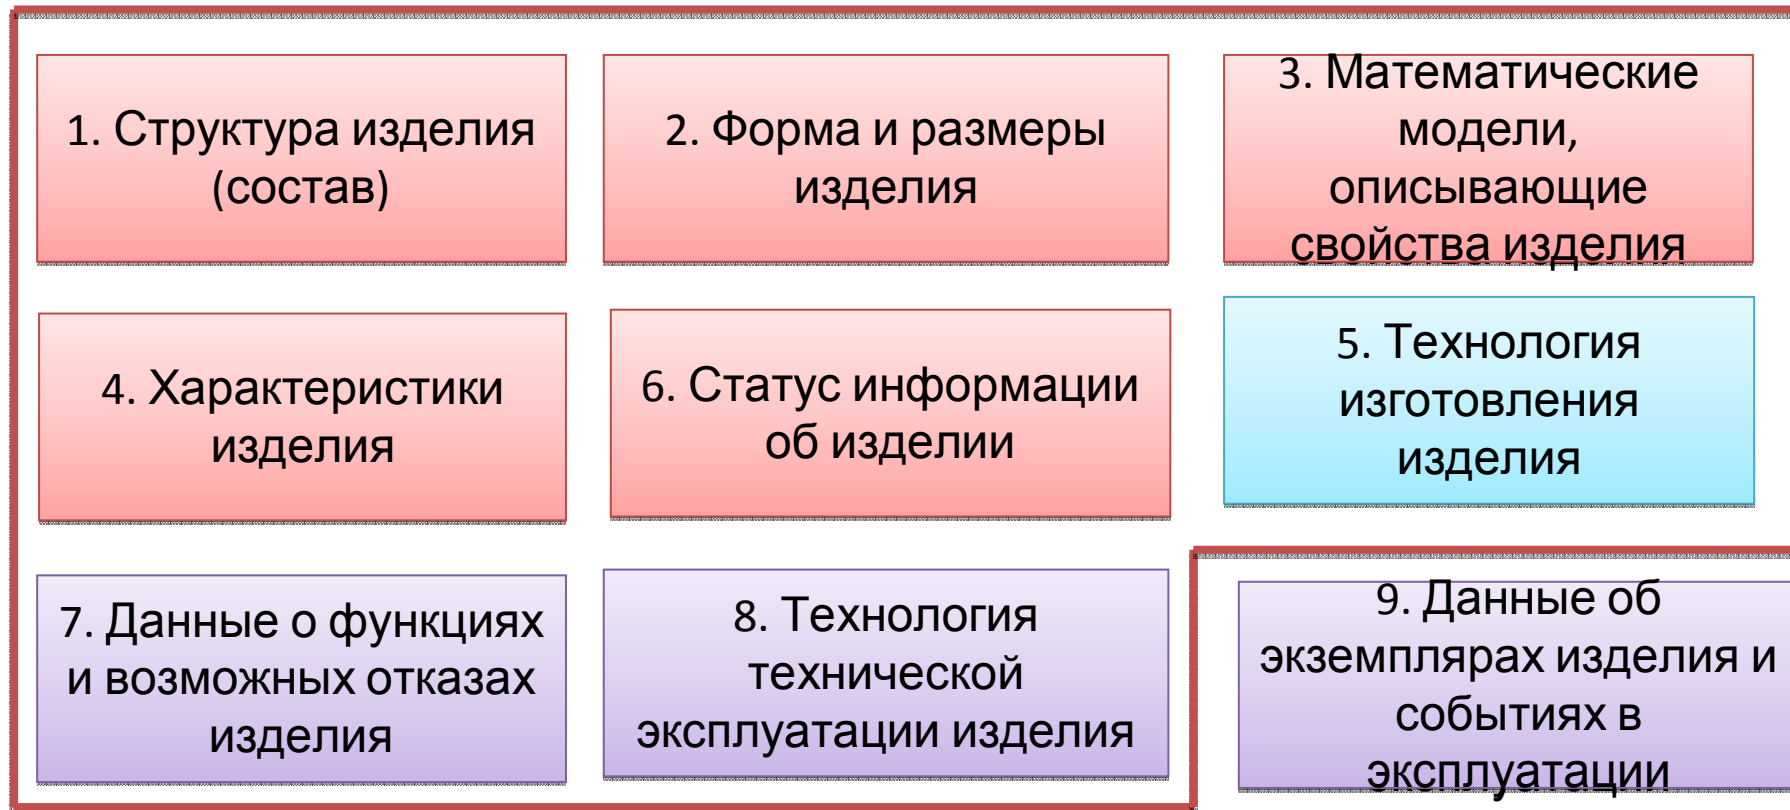 1. Структура изделия
(состав)
2. Форма и размеры
изделия
3. Математические
модели,
описывающие
свойства изделия
4. Характеристики
изделия
6. Статус информации
об изделии
5. Технология
изготовления
изделия
7. Данные о функциях
и возможных отказах
изделия
8. Технология
технической
эксплуатации изделия
9. Данные об
экземплярах изделия и
событиях в
эксплуатации